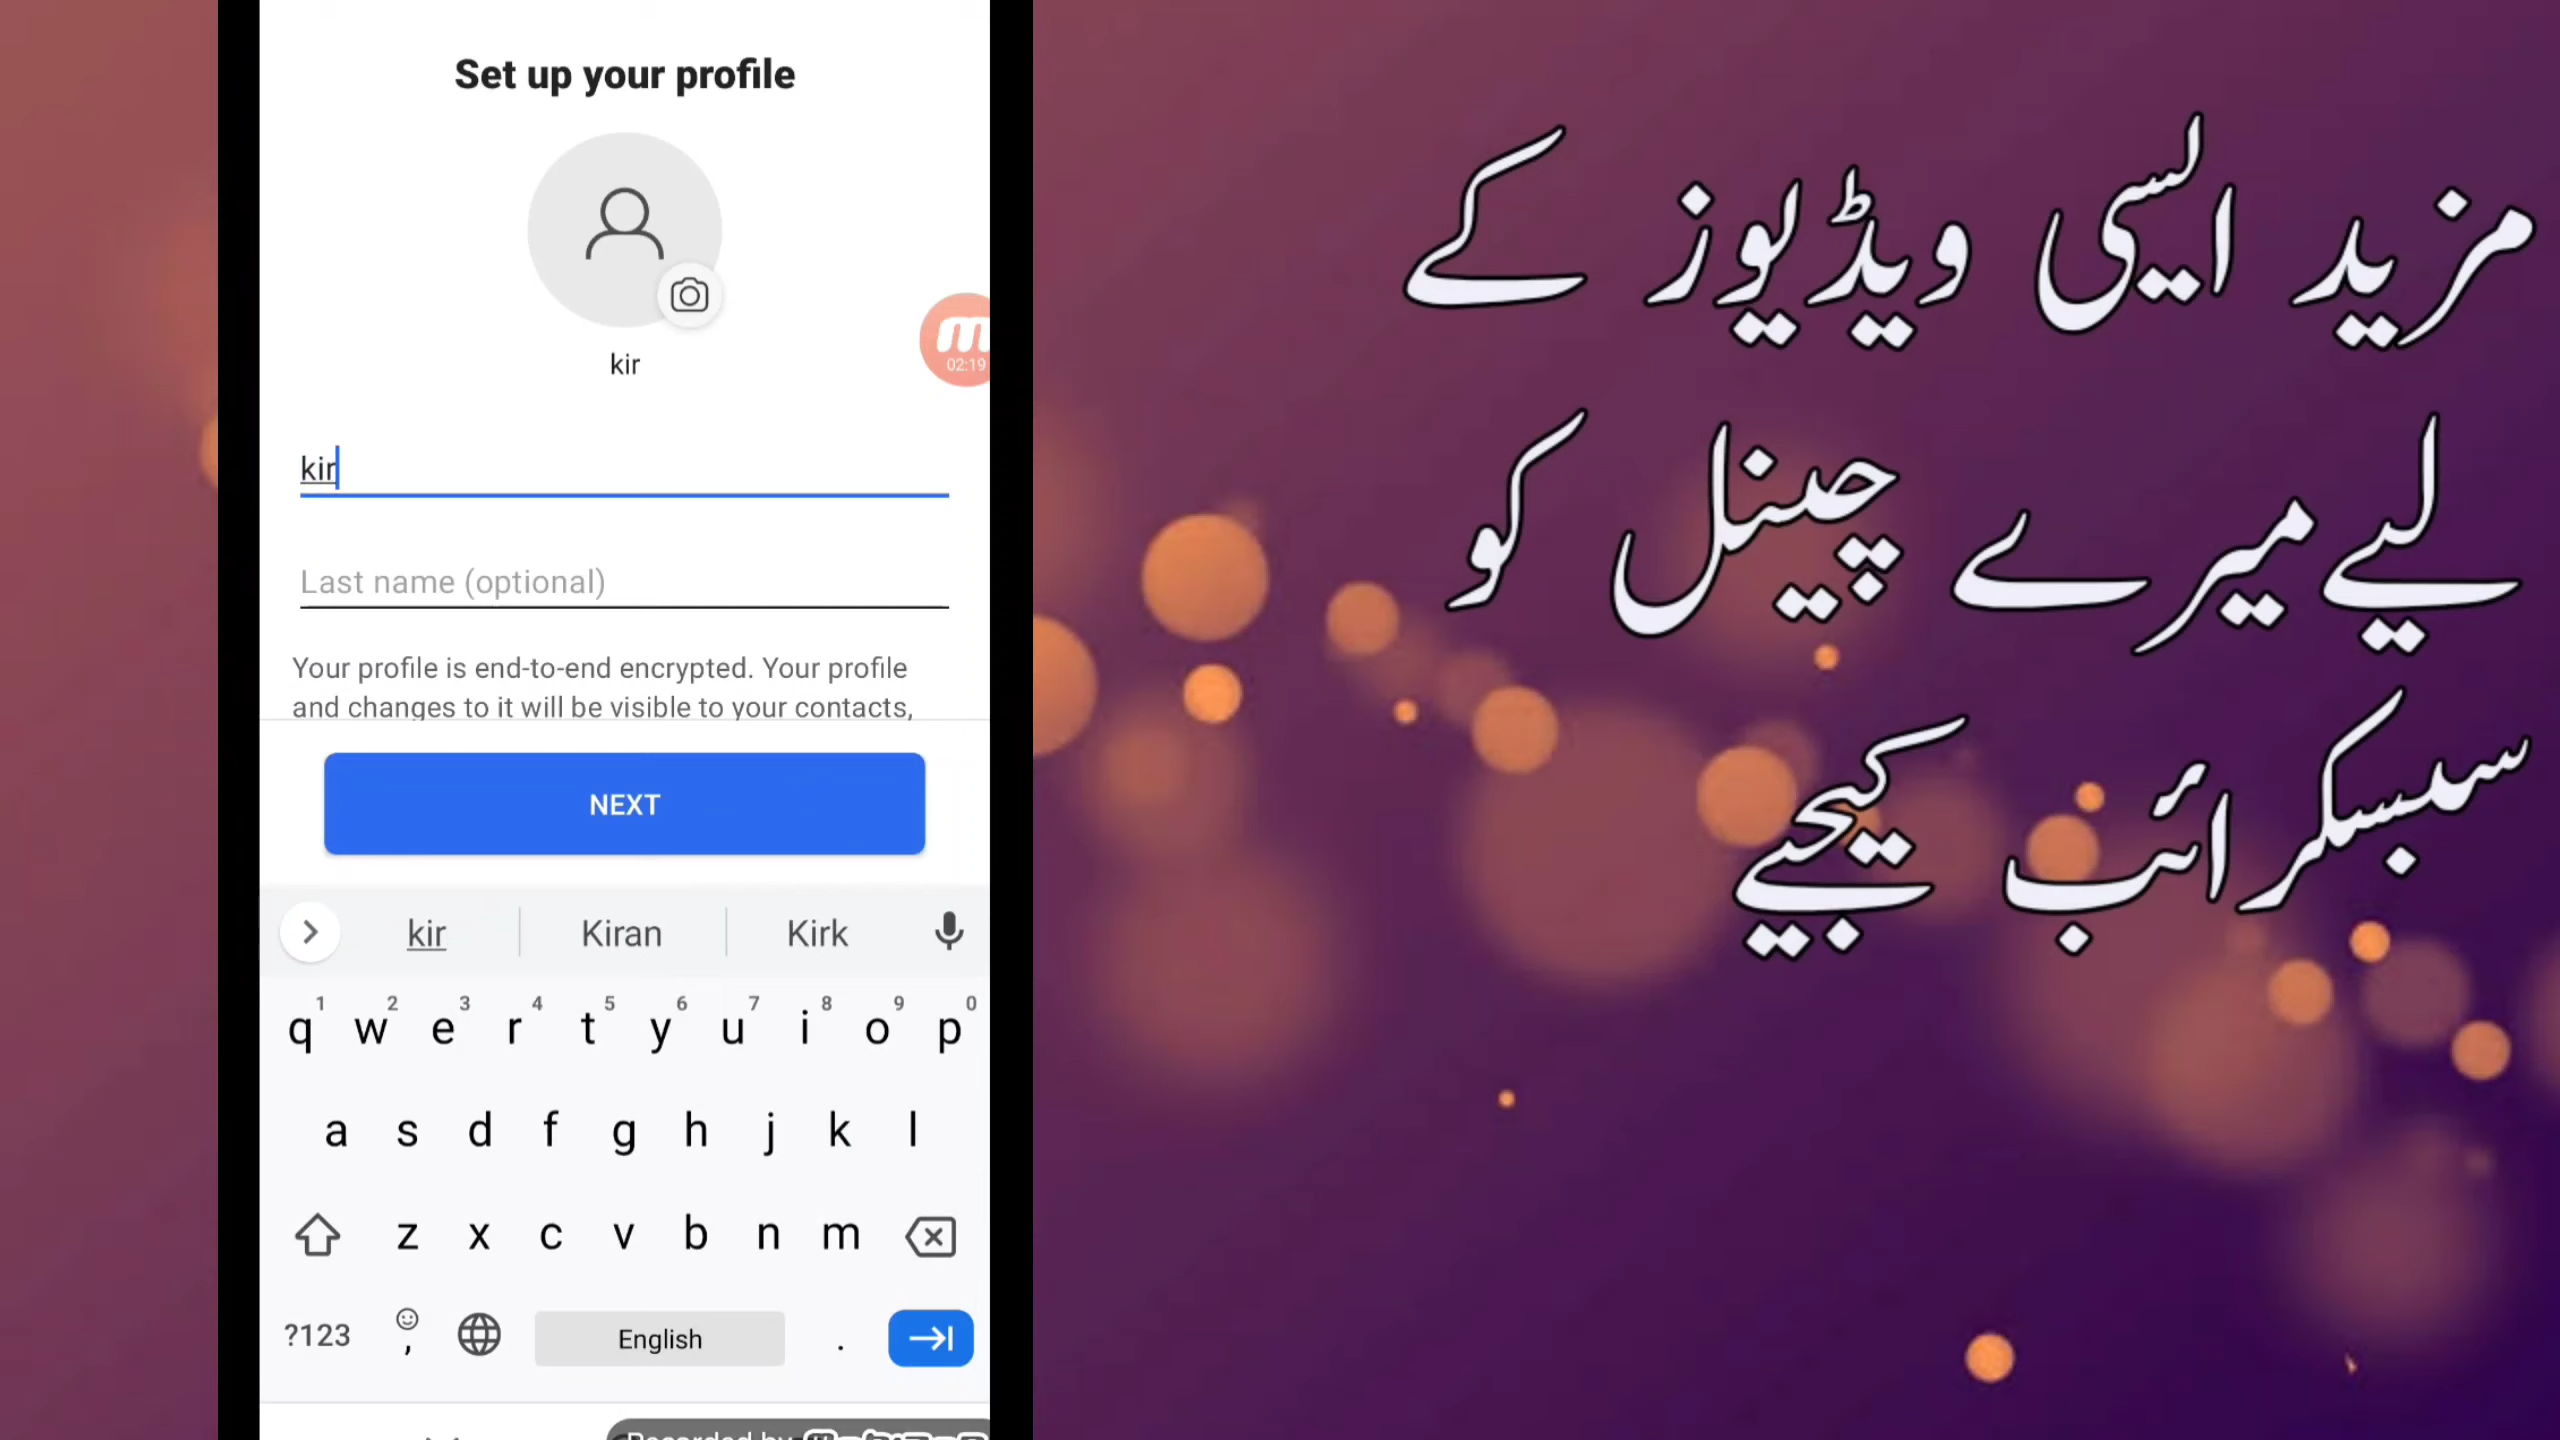 Set up your profile
02:19
kir
kir
Last name (optional)
Your profile is end-to-end encrypted. Your profile
and changes to it will be visible to your contacts,
NEXT
kir Kiran Kirk
1 2 3 4 5 6 7 8 9 0
q w e r t y u i o p
a s d f g h j k l
z x c v b n m
?123 , English .
Recorded by
مزید ایسی ویڈیوز کے
لیے میرے چینل کو
سبسکرائب کیجیے